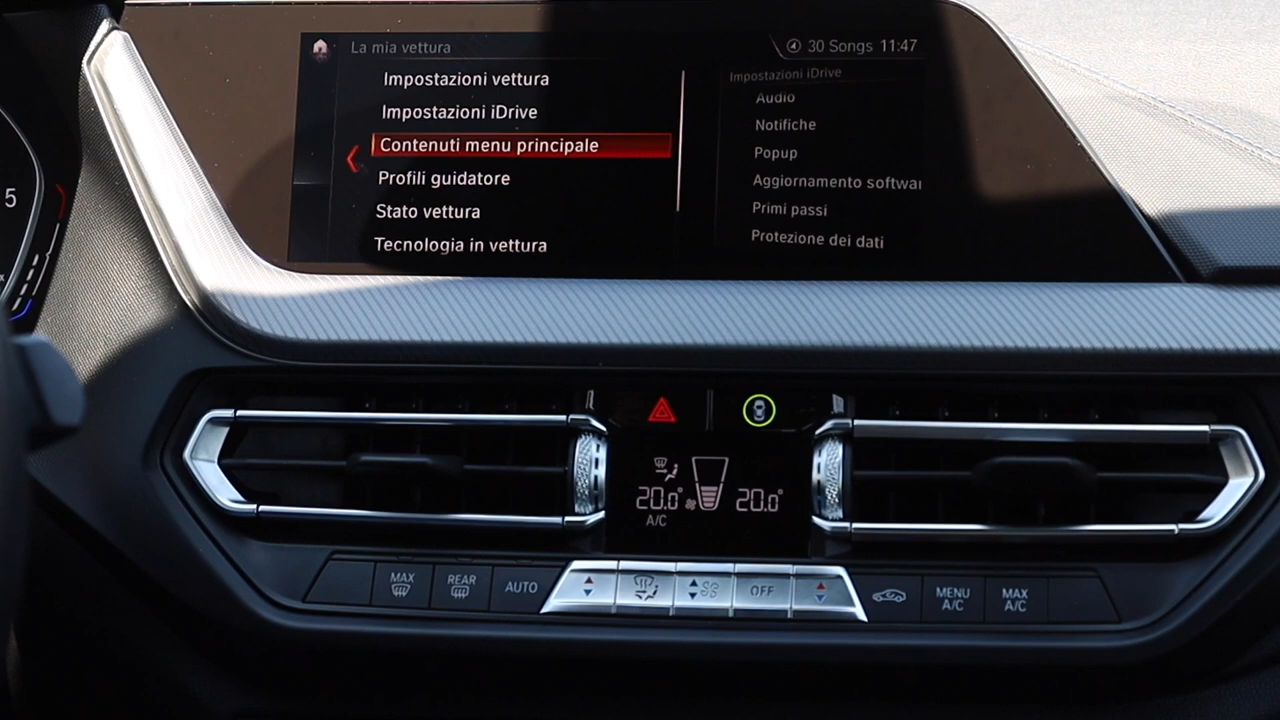 La mia vettura
30 Songs 11:47
Impostazioni vettura
Impostazioni iDrive
Contenuti menu principale
Profili guidatore
Stato vettura
Tecnologia in vettura
Impostazioni iDrive
Audio
Notifiche
Popup
Aggiornamento softwar
Primi passi
Protezione dei dati
5
20.0° 20.0°
A/C
MAX
REAR
AUTO
OFF
MENU A/C
MAX A/C